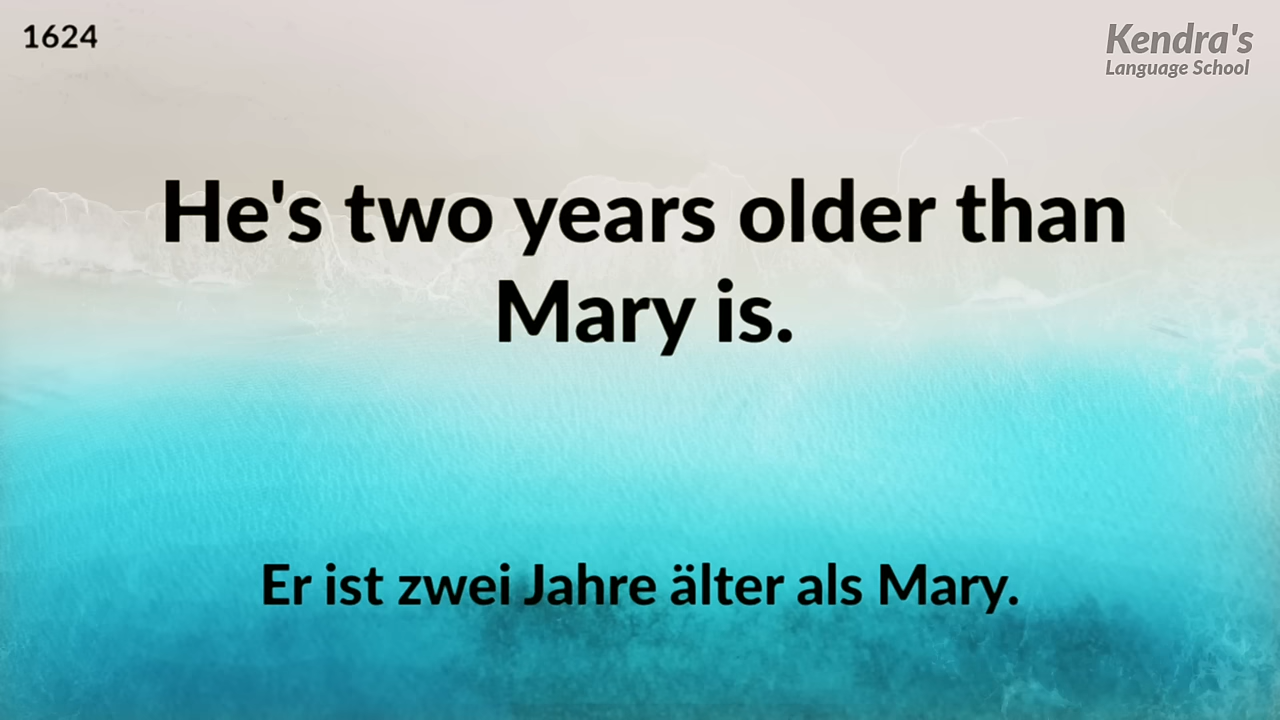 1624
Kendra's
Language School
He's two years older than
Mary is.
Er ist zwei Jahre älter als Mary.